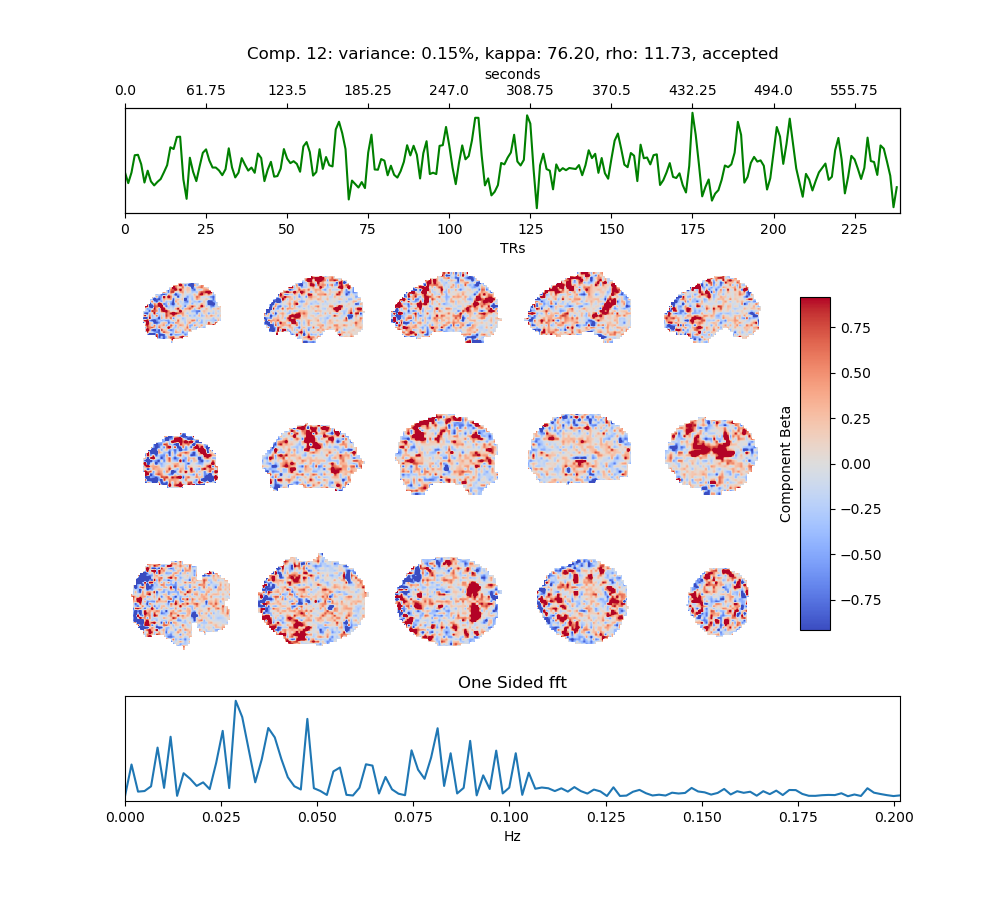 Comp. 12: variance: 0.15%, kappa: 76.20, rho: 11.73, accepted
seconds
0.0 61.75 123.5 185.25 247.0 308.75 370.5 432.25 494.0 555.75
0 25 50 75 100 125 150 175 200 225
TRs
0.75
0.50
0.25
0.00
−0.25
−0.50
−0.75
Component Beta
One Sided fft
0.000 0.025 0.050 0.075 0.100 0.125 0.150 0.175 0.200
Hz